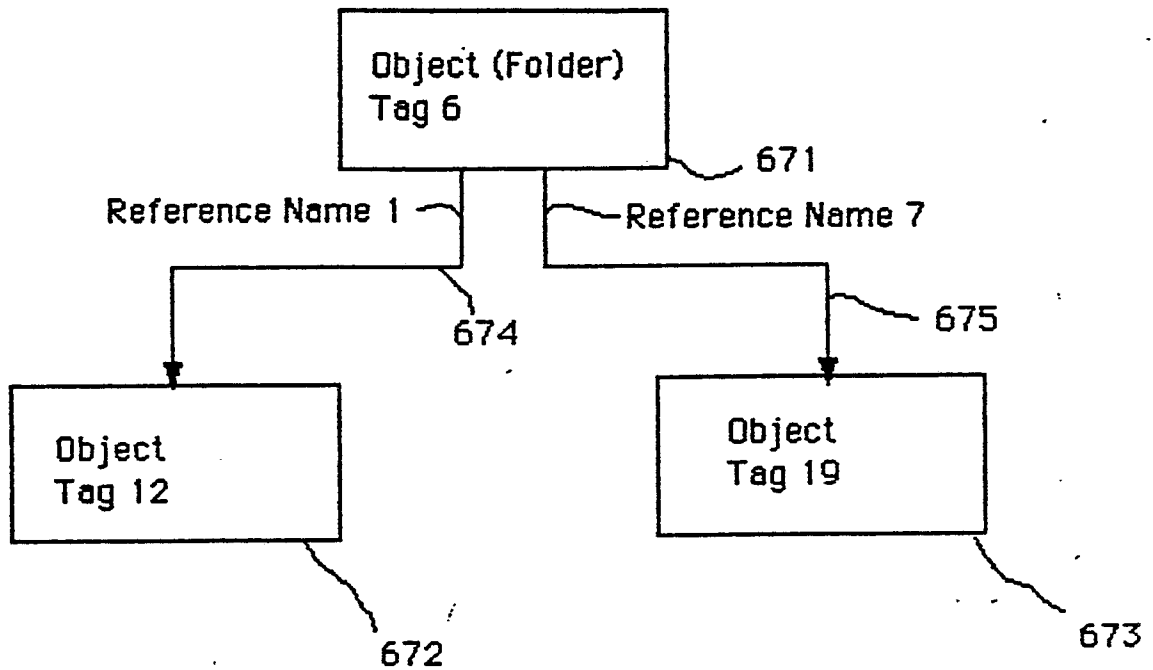 Object (Folder)
Tag 6
671
Reference Name 1
Reference Name 7
674
675
Object
Tag 12
Object
Tag 19
672
673